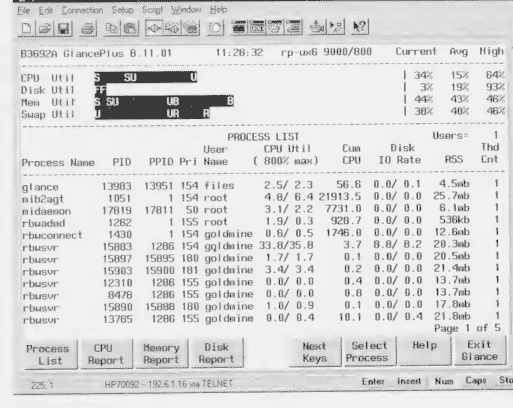 File Edit Connection Setup Script Window Help
B3692A GlancePlus B.11.01 11:28:32 rp-ux6 9000/800 Current Avg High
CPU Util S SU U | 34% 15% 64%
Disk Util FF | 3% 19% 93%
Mem Util S SU UB B | 44% 43% 46%
Swap Util U UR R | 38% 40% 46%
PROCESS LIST Users= 1
User CPU Util Cum Disk Thd
Process Name PID PPID Pri Name ( 800% max) CPU IO Rate RSS Cnt
glance 13983 13951 154 files 2.5/ 2.3 56.6 0.0/ 0.1 4.5mb 1
mib2agt 1051 1 154 root 4.8/ 6.4 21913.5 0.0/ 0.0 25.7mb 1
midaemon 17819 17811 50 root 3.1/ 2.2 7731.0 0.0/ 0.0 6.1mb 1
rbwadmd 1262 1 155 root 1.9/ 0.3 928.7 0.0/ 0.0 536kb 1
rbwconnect 1430 1 154 goldmine 0.6/ 0.5 1746.0 0.0/ 0.0 12.6mb 1
rbwsvr 15883 1286 154 goldmine 33.8/35.8 3.7 8.8/ 8.2 20.3mb 1
rbwsvr 15897 15895 180 goldmine 1.7/ 1.7 0.1 0.0/ 0.0 20.5mb 1
rbwsvr 15903 15900 181 goldmine 3.4/ 3.4 0.2 0.0/ 0.0 21.4mb 1
rbwsvr 12310 1286 155 goldmine 0.0/ 0.0 0.4 0.0/ 0.0 13.7mb 1
rbwsvr 8478 1286 155 goldmine 0.0/ 0.0 0.8 0.0/ 0.0 13.7mb 1
rbwsvr 15890 15888 180 goldmine 1.0/ 0.9 0.1 0.0/ 0.0 17.8mb 1
rbwsvr 13765 1286 155 goldmine 0.0/ 0.4 10.1 0.0/ 0.4 21.8mb 1
Page 1 of 5
Process CPU Memory Disk Next Select Help Exit
List Report Report Report Keys Process Glance
225, 1 HP70092 -- 192.6.1.16 via TELNET Enter Insert Num Caps